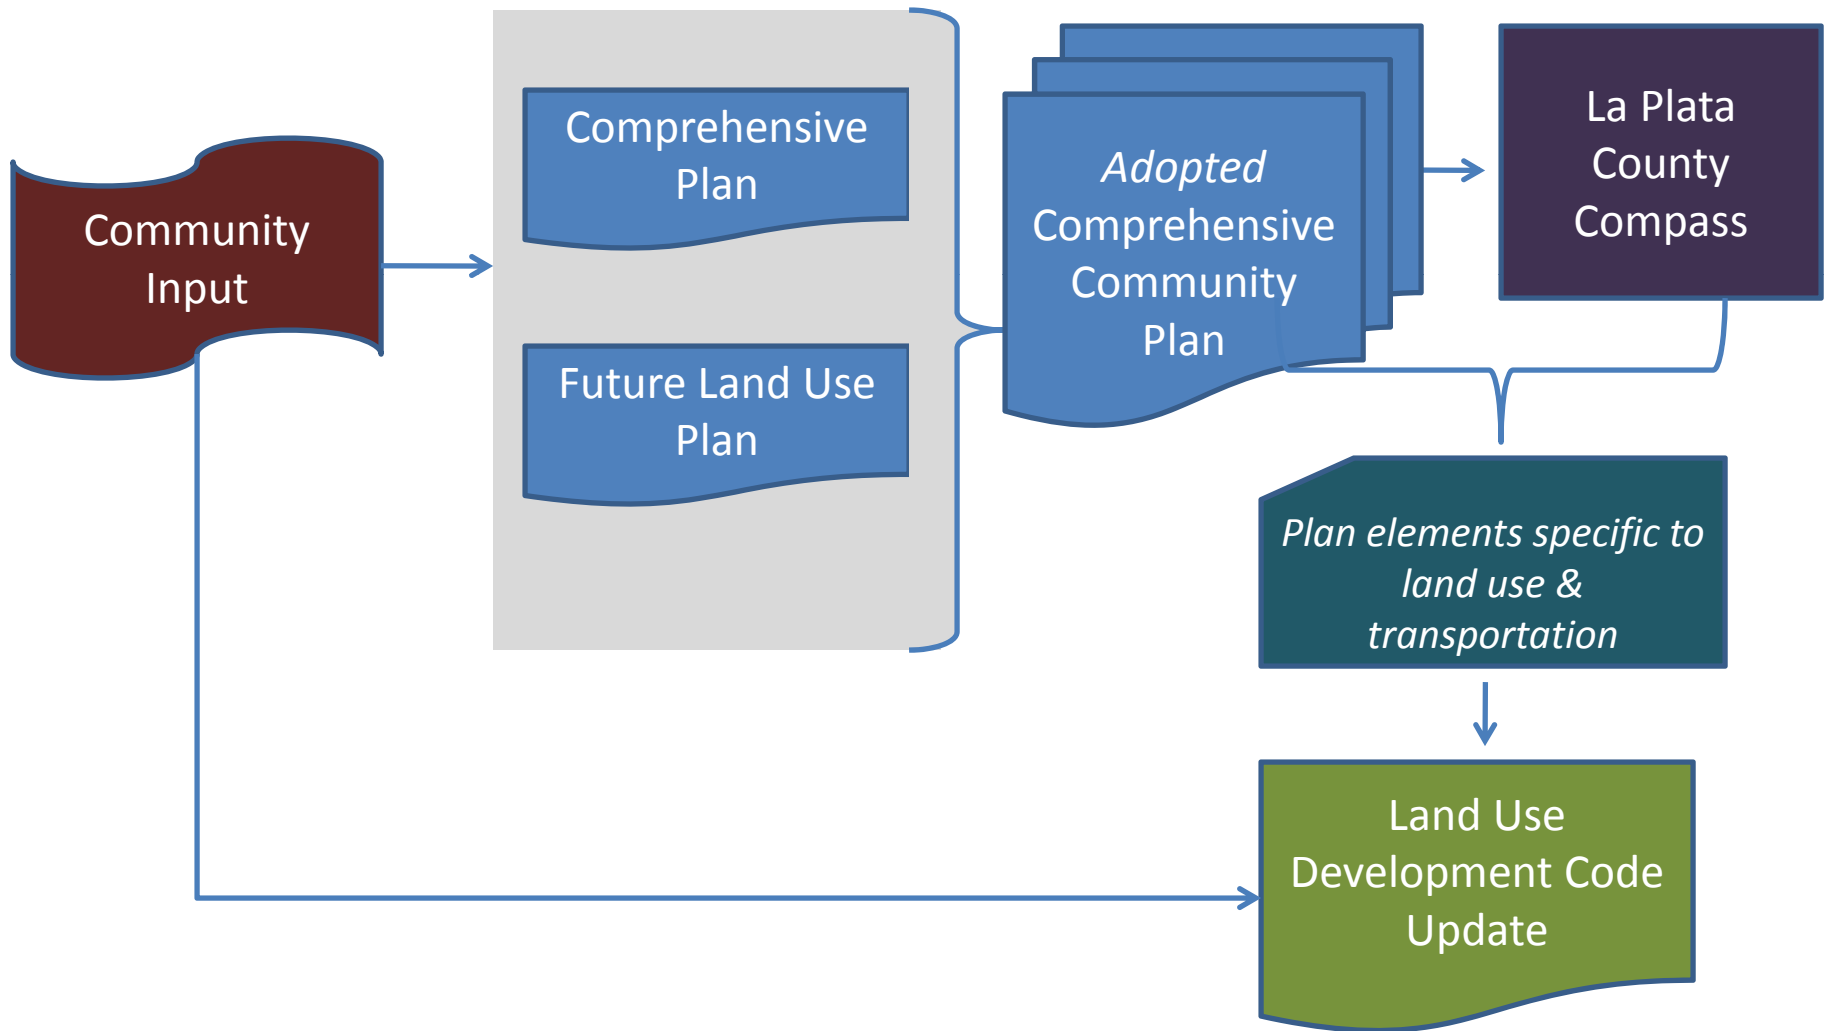 Community
Input
Comprehensive
Plan
Future Land Use
Plan
Adopted
Comprehensive
Community
Plan
La Plata
County
Compass
Plan elements specific to
land use &
transportation
Land Use
Development Code
Update